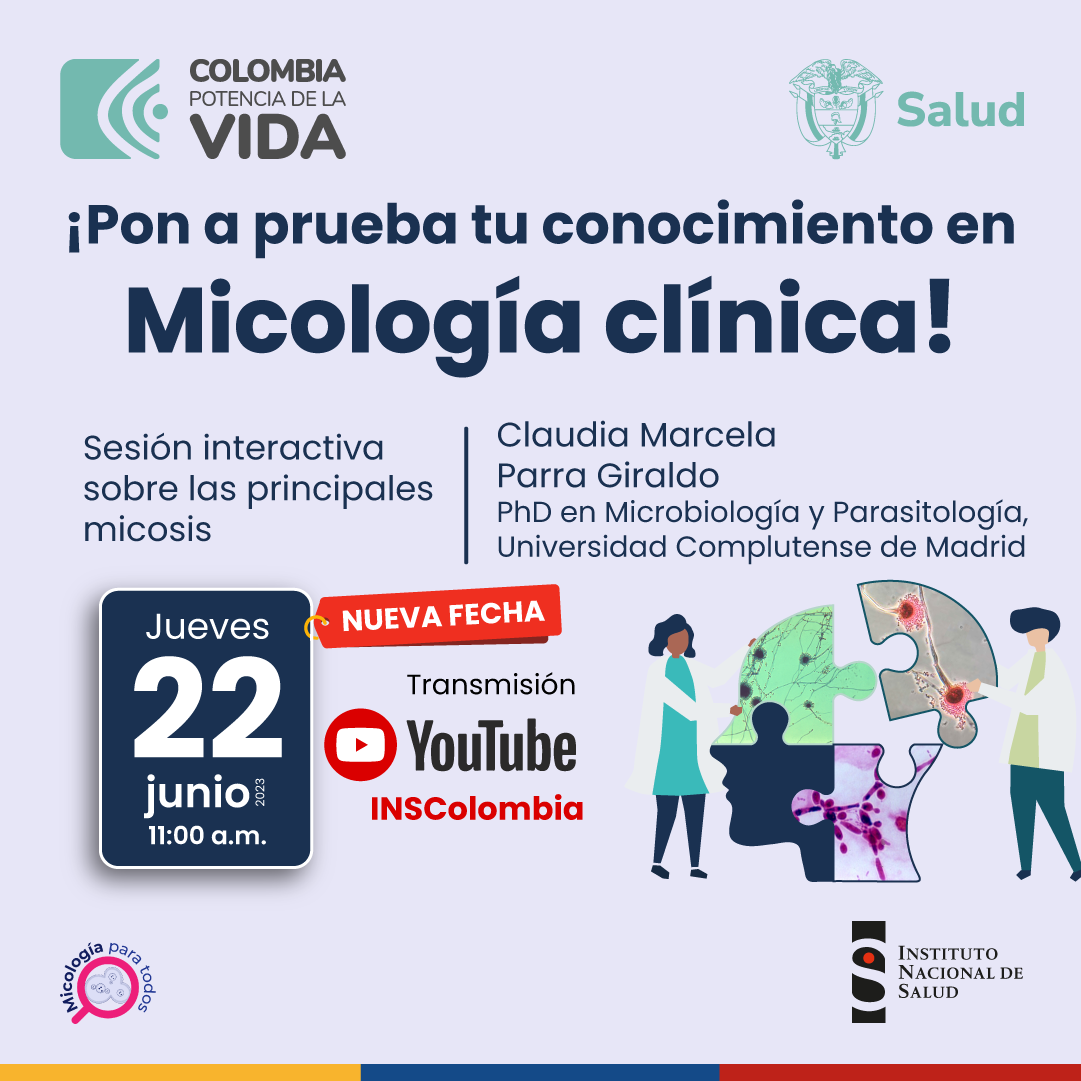 COLOMBIA
POTENCIA DE LA
VIDA
Salud
¡Pon a prueba tu conocimiento en
Micología clínica!
Sesión interactiva
sobre las principales
micosis
Claudia Marcela
Parra Giraldo
PhD en Microbiología y Parasitología,
Universidad Complutense de Madrid
Jueves
22
junio 2023
11:00 a.m.
NUEVA FECHA
Transmisión
YouTube
INSColombia
Micología para todos
INSTITUTO
NACIONAL DE
SALUD